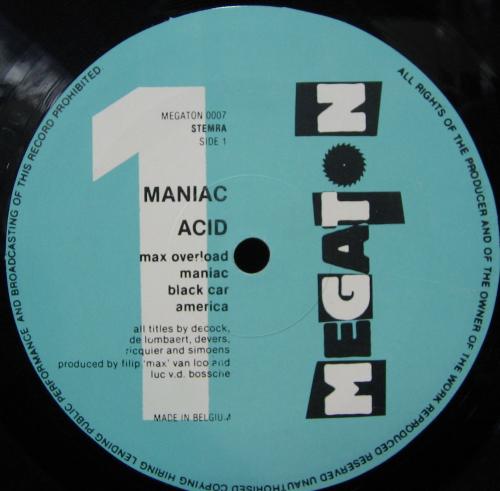 MEGATON 0007
STEMRA
SIDE 1
1
MANIAC
ACID
max overload
maniac
black car
america
all titles by decock,
de lombaert, devers,
ricquier and simoens
produced by filip 'max' van loo and
luc v.d. bossche
MADE IN BELGIUM
MEGATON
ALL RIGHTS OF THE PRODUCER AND OF THE OWNER OF THE WORK REPRODUCED RESERVED UNAUTHORISED COPYING HIRING LENDING PUBLIC PERFORMANCE AND BROADCASTING OF THIS RECORD PROHIBITED